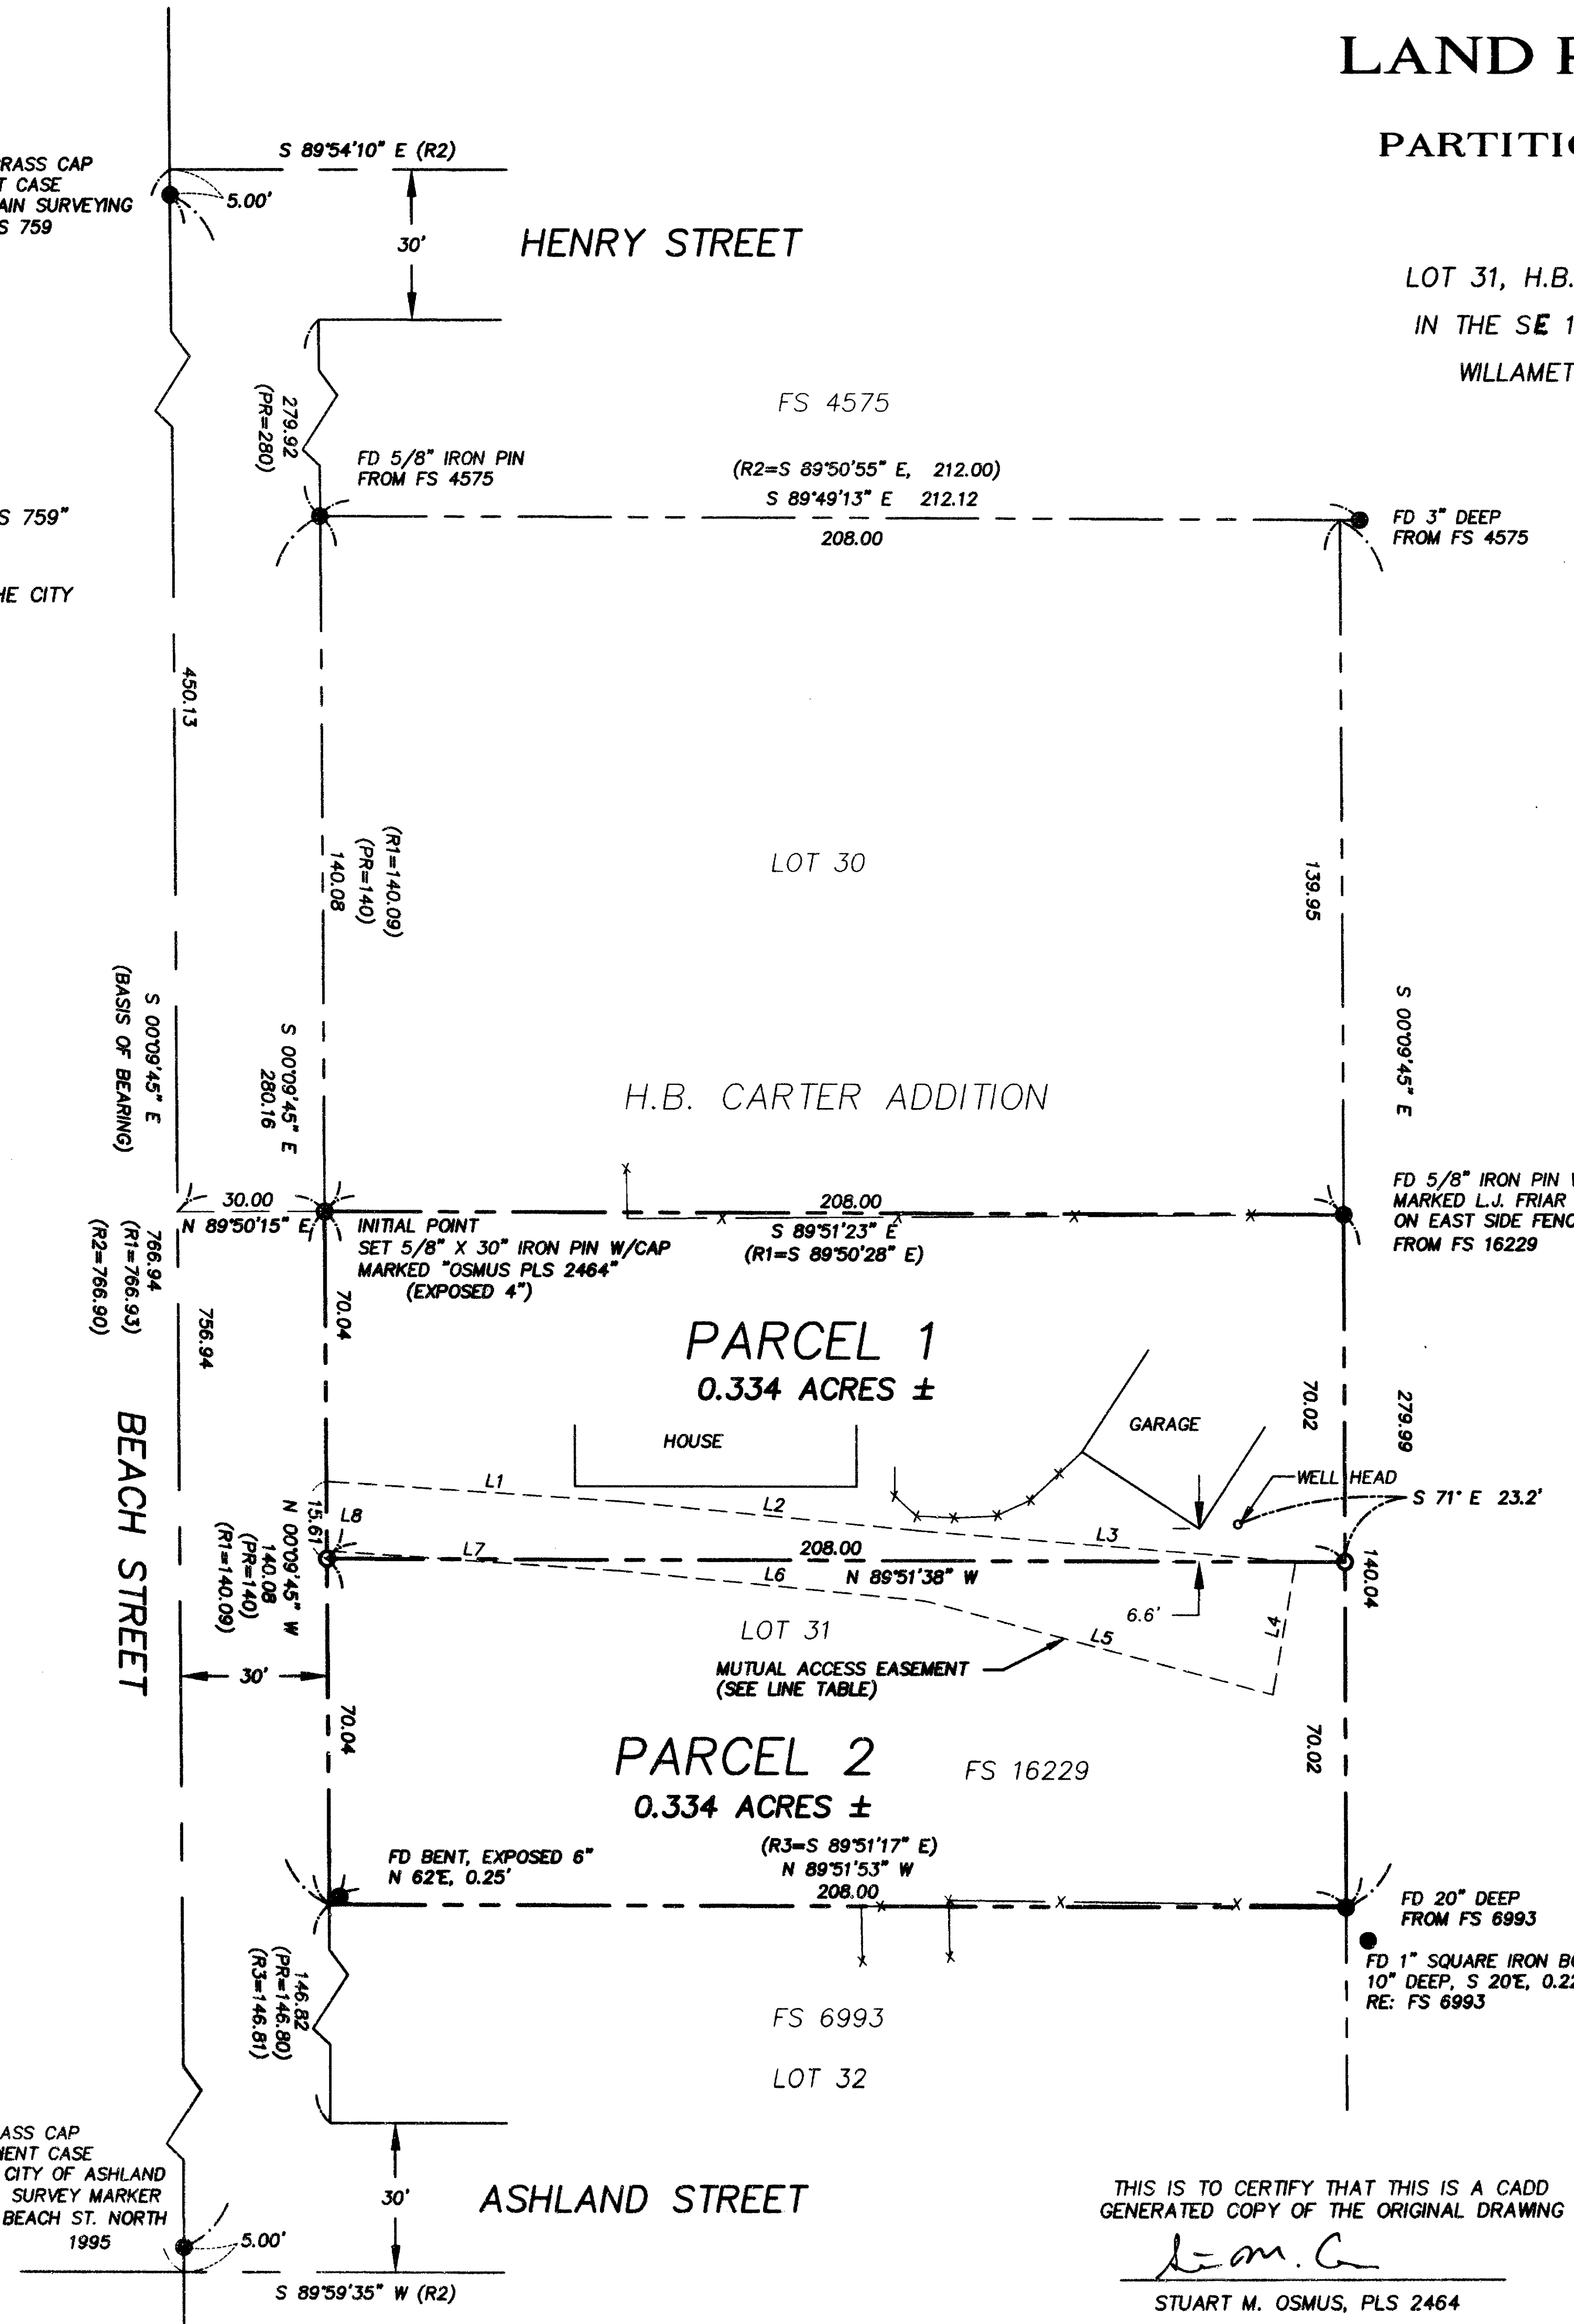 LAND P
PARTITIO
LOT 31, H.B.
IN THE SE 1
WILLAMET
RASS CAP
T CASE
AIN SURVEYING
S 759
S 89°54'10" E (R2)
5.00'
30'
HENRY STREET
279.92
(PR=280)
FS 4575
FD 5/8" IRON PIN
FROM FS 4575
(R2=S 89°50'55" E, 212.00)
S 89°49'13" E 212.12
208.00
FD 3" DEEP
FROM FS 4575
S 759"
HE CITY
450.13
(R1=140.09)
(PR=140)
140.08
LOT 30
139.95
S 00°09'45" E
(BASIS OF BEARING)
S 00°09'45" E
280.16
S 00°09'45" E
H.B. CARTER ADDITION
30.00
N 89°50'15" E
INITIAL POINT
SET 5/8" X 30" IRON PIN W/CAP
MARKED "OSMUS PLS 2464"
(EXPOSED 4")
208.00
S 89°51'23" E
(R1=S 89°50'28" E)
FD 5/8" IRON PIN
MARKED L.J. FRIAR
ON EAST SIDE FENC
FROM FS 16229
766.94
(R1=766.93)
(R2=766.90)
756.94
70.04
PARCEL 1
0.334 ACRES ±
70.02
279.99
HOUSE
GARAGE
WELL HEAD
S 71° E 23.2'
BEACH STREET
L1
L2
L3
L8
15.61
L7
208.00
L6
N 89°51'38" W
N 00°09'45" W
140.08
(PR=140)
(R1=140.09)
140.04
6.6'
L4
L5
LOT 31
MUTUAL ACCESS EASEMENT
(SEE LINE TABLE)
30'
70.04
PARCEL 2
0.334 ACRES ±
FS 16229
70.02
FD BENT, EXPOSED 6"
N 62°E, 0.25'
(R3=S 89°51'17" E)
N 89°51'53" W
208.00
FD 20" DEEP
FROM FS 6993
FD 1" SQUARE IRON BO
10" DEEP, S 20°E, 0.22
RE: FS 6993
146.82
(PR=146.80)
(R3=146.81)
FS 6993
LOT 32
ASS CAP
MENT CASE
CITY OF ASHLAND
SURVEY MARKER
BEACH ST. NORTH
1995
5.00'
30'
ASHLAND STREET
S 89°59'35" W (R2)
THIS IS TO CERTIFY THAT THIS IS A CADD
GENERATED COPY OF THE ORIGINAL DRAWING
STUART M. OSMUS, PLS 2464